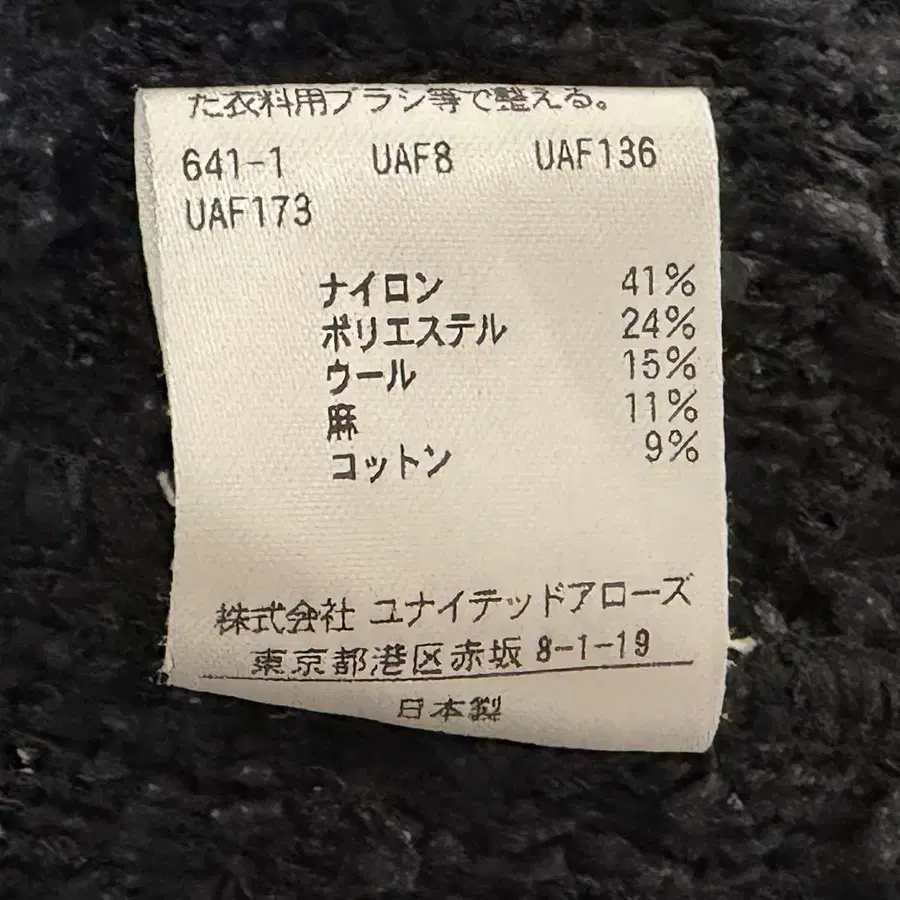 た衣料用ブラシ等で整える。
641-1 UAF8 UAF136
UAF173
ナイロン 41%
ポリエステル 24%
ウール 15%
麻 11%
コットン 9%
株式会社 ユナイテッドアローズ
東京都港区赤坂 8-1-19
日本製